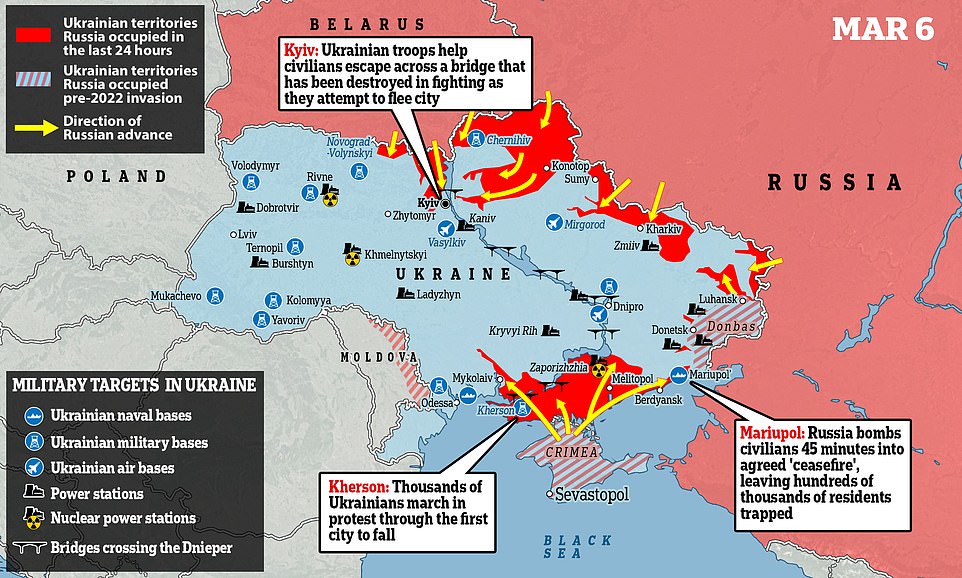 Ukrainian territories
Russia occupied in
the last 24 hours
Ukrainian territories
Russia occupied
pre-2022 invasion
Direction of
Russian advance
BELARUS
MAR 6
Kyiv: Ukrainian troops help
civilians escape across a bridge that
has been destroyed in fighting as
they attempt to flee city
POLAND
RUSSIA
Novograd
-Volynskyi
Chernihiv
Volodymyr
Rivne
Konotop
Sumy
Dobrotvir
Kyiv
Zhytomyr
Kaniv
Mirgorod
Kharkiv
Lviv
Vasylkiv
Zmiiv
Ternopil
Burshtyn
Khmelnytskyi
UKRAINE
Mukachevo
Kolomyya
Ladyzhyn
Luhansk
Dnipro
Yavoriv
Kryvyi Rih
Donetsk
Donbas
MOLDOVA
Zaporizhzhia
Mykolaiv
Melitopol
Mariupol'
Odessa
Kherson
Berdyansk
CRIMEA
Sevastopol
BLACK
SEA
MILITARY TARGETS IN UKRAINE
Ukrainian naval bases
Ukrainian military bases
Ukrainian air bases
Power stations
Nuclear power stations
Bridges crossing the Dnieper
Kherson: Thousands of
Ukrainians march in
protest through the first
city to fall
Mariupol: Russia bombs
civilians 45 minutes into
agreed 'ceasefire',
leaving hundreds of
thousands of residents
trapped